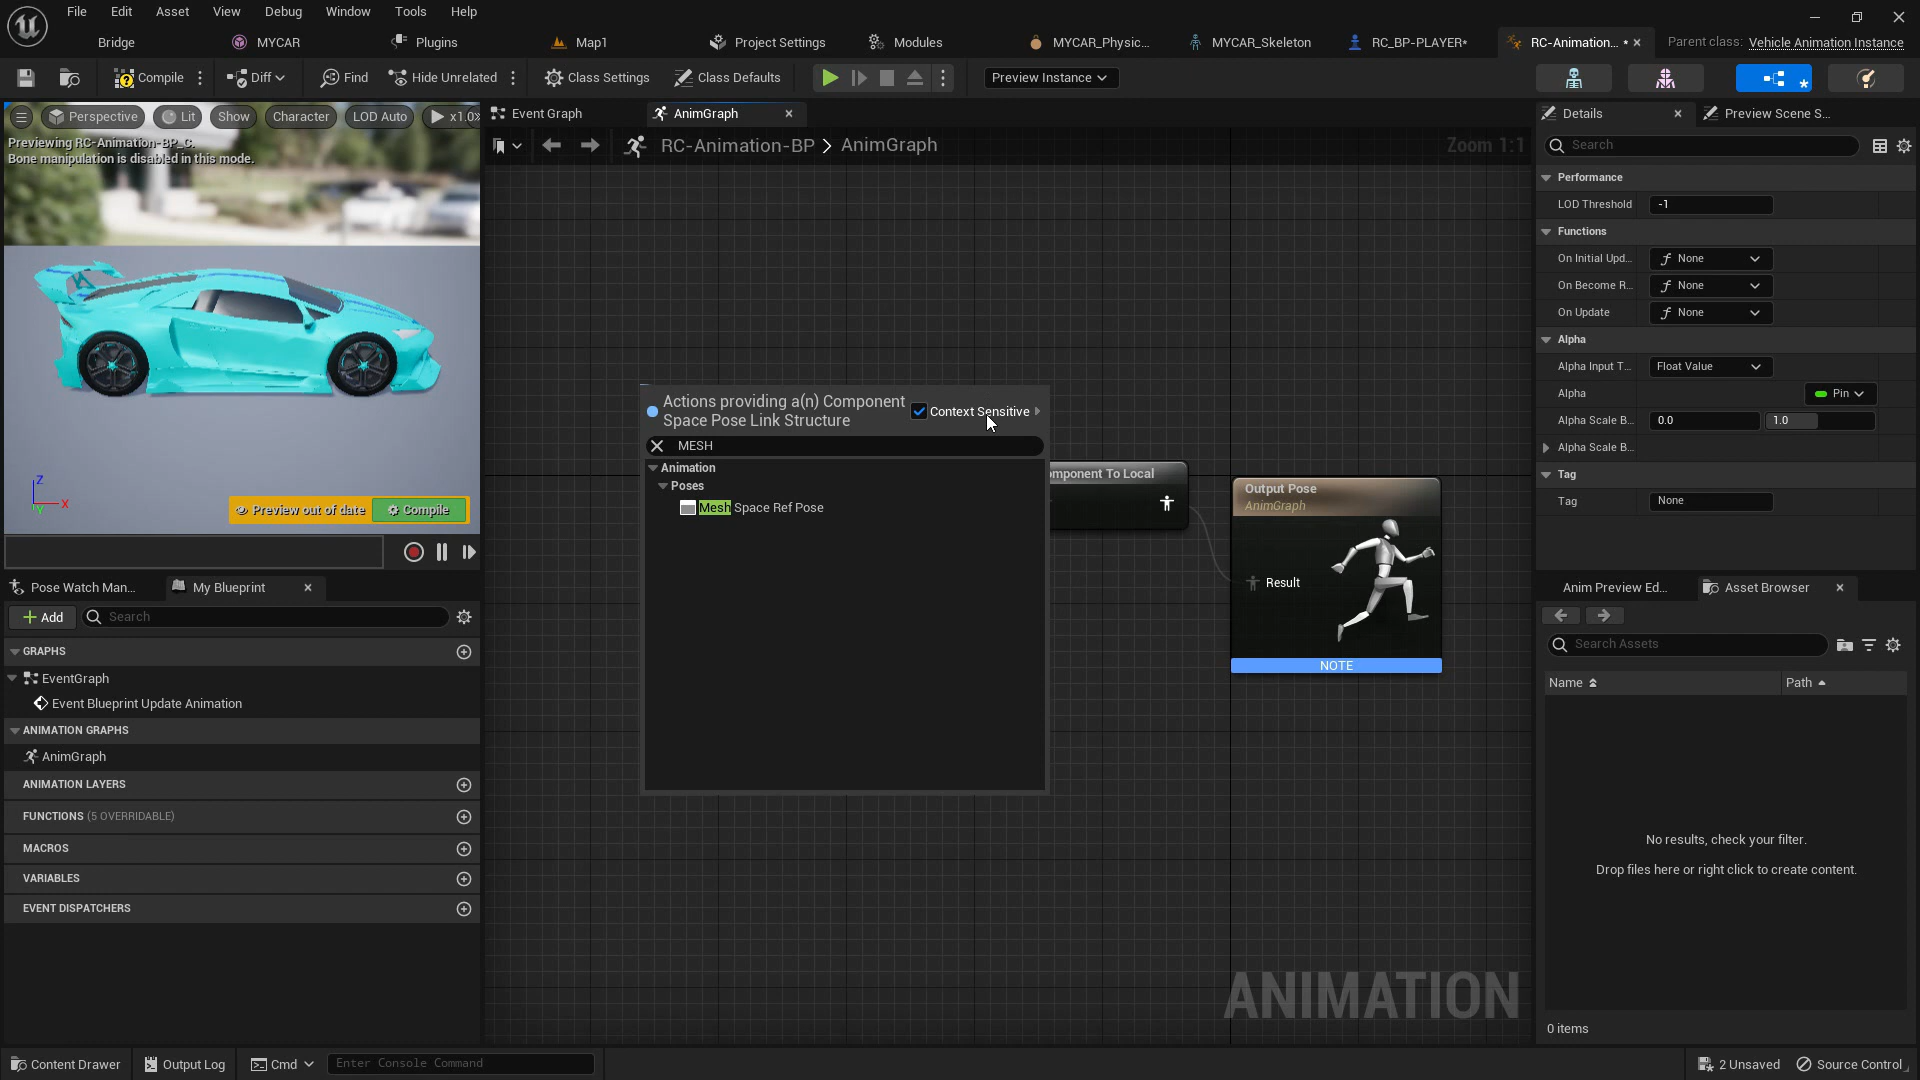 File Edit Asset View Debug Window Tools Help
Bridge MYCAR Plugins Map1 Project Settings Modules MYCAR_Physic... MYCAR_Skeleton RC_BP-PLAYER* RC-Animation... * Parent class: Vehicle Animation Instance
Compile Diff Find Hide Unrelated Class Settings Class Defaults Preview Instance
Perspective Lit Show Character LOD Auto x1.0
Previewing RC-Animation-BP_C.
Bone manipulation is disabled in this mode.
Z
X
Y
Preview out of date Compile
Pose Watch Man... My Blueprint
Add Search
GRAPHS
EventGraph
Event Blueprint Update Animation
ANIMATION GRAPHS
AnimGraph
ANIMATION LAYERS
FUNCTIONS (5 OVERRIDABLE)
MACROS
VARIABLES
EVENT DISPATCHERS
Event Graph AnimGraph
RC-Animation-BP > AnimGraph Zoom 1:1
Actions providing a(n) Component
Space Pose Link Structure
Context Sensitive
MESH
Animation
Poses
Mesh Space Ref Pose
omponent To Local
Output Pose
AnimGraph
Result
NOTE
ANIMATION
Details Preview Scene S...
Search
Performance
LOD Threshold -1
Functions
On Initial Upd... None
On Become R... None
On Update None
Alpha
Alpha Input T... Float Value
Alpha Pin
Alpha Scale B... 0.0 1.0
Alpha Scale B...
Tag
Tag None
Anim Preview Ed... Asset Browser
Search Assets
Name Path
No results, check your filter.
Drop files here or right click to create content.
0 items
Content Drawer Output Log Cmd Enter Console Command 2 Unsaved Source Control